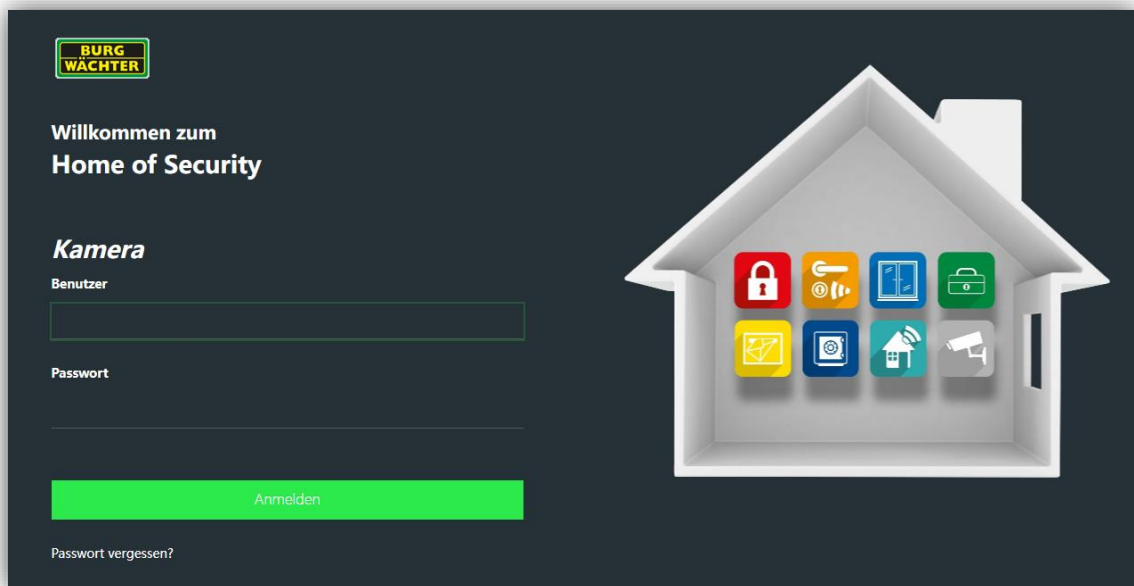 BURG
WÄCHTER
Willkommen zum
Home of Security
Kamera
Benutzer
Passwort
Anmelden
Passwort vergessen?